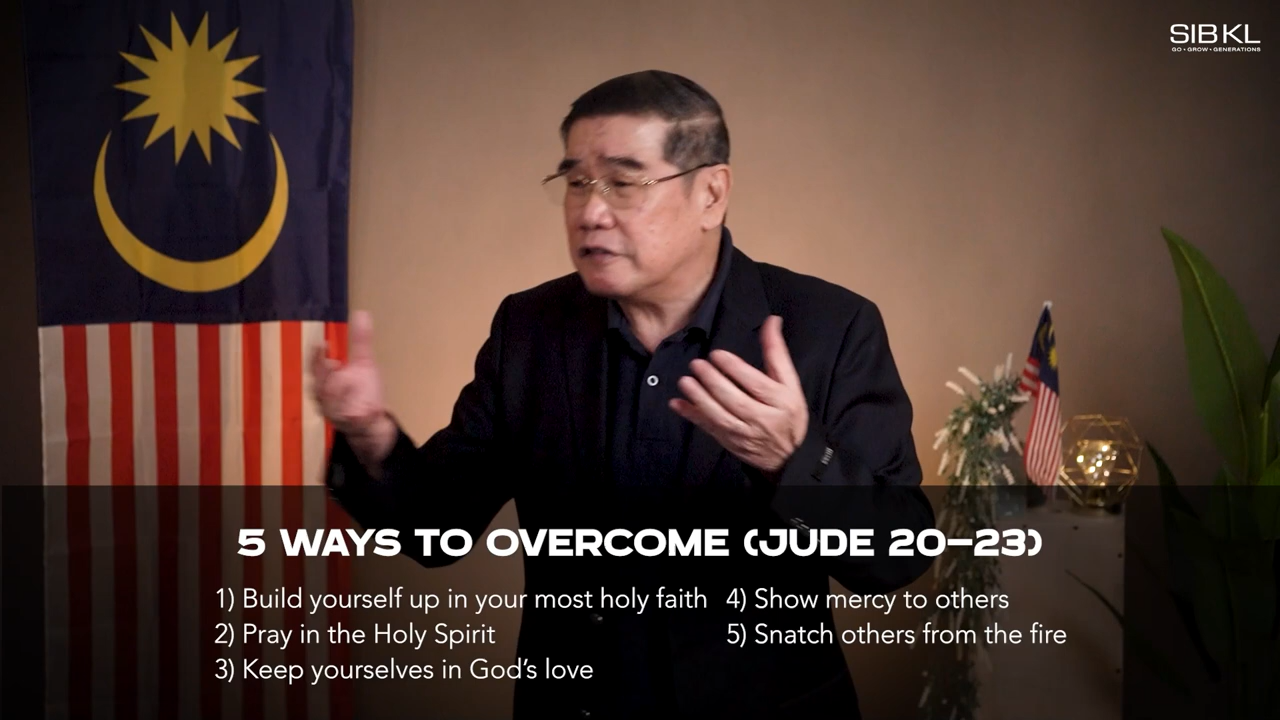 SIBKL
GO • GROW • GENERATIONS
5 WAYS TO OVERCOME (JUDE 20–23)
1) Build yourself up in your most holy faith
2) Pray in the Holy Spirit
3) Keep yourselves in God’s love
4) Show mercy to others
5) Snatch others from the fire